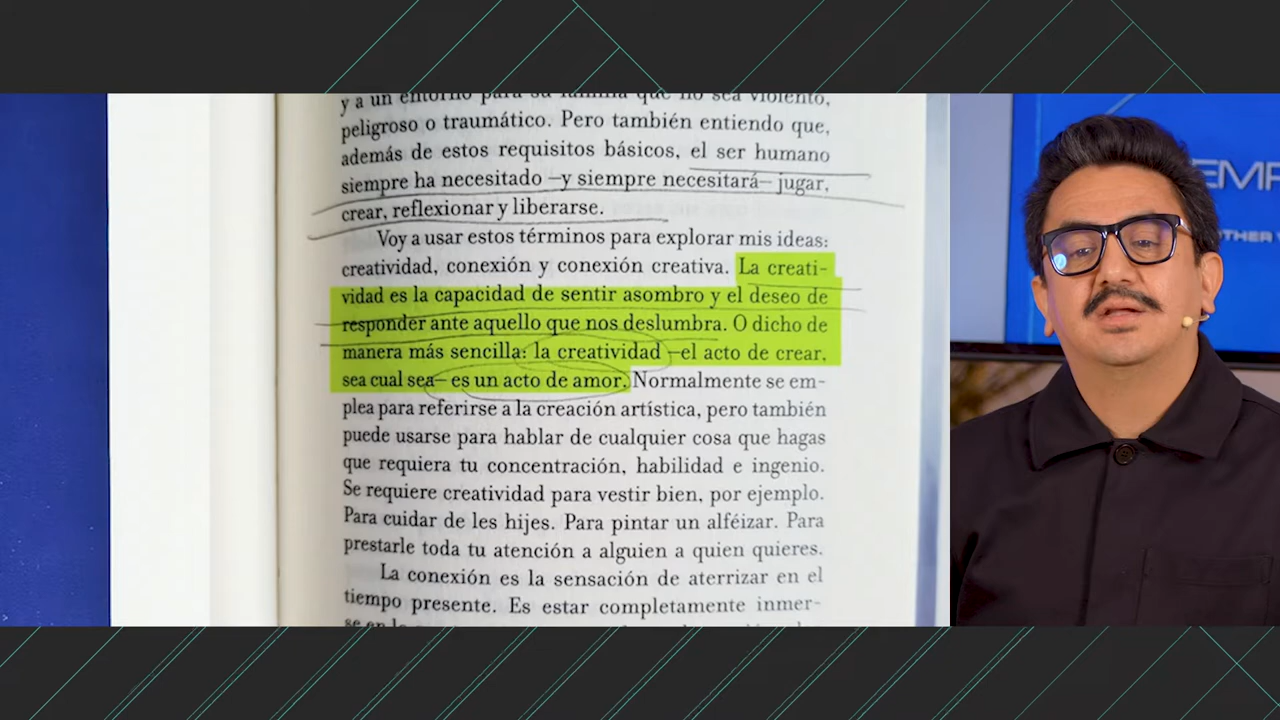 y a un entorno para su familia que no sea violento,
peligroso o traumático. Pero también entiendo que,
además de estos requisitos básicos, el ser humano
siempre ha necesitado —y siempre necesitará— jugar,
crear, reflexionar y liberarse.
Voy a usar estos términos para explorar mis ideas:
creatividad, conexión y conexión creativa. La creati-
vidad es la capacidad de sentir asombro y el deseo de
responder ante aquello que nos deslumbra. O dicho de
manera más sencilla: la creatividad —el acto de crear,
sea cual sea— es un acto de amor. Normalmente se em-
plea para referirse a la creación artística, pero también
puede usarse para hablar de cualquier cosa que hagas
que requiera tu concentración, habilidad e ingenio.
Se requiere creatividad para vestir bien, por ejemplo.
Para cuidar de les hijes. Para pintar un alféizar. Para
prestarle toda tu atención a alguien a quien quieres.
La conexión es la sensación de aterrizar en el
tiempo presente. Es estar completamente inmer-
EMP
OTHER